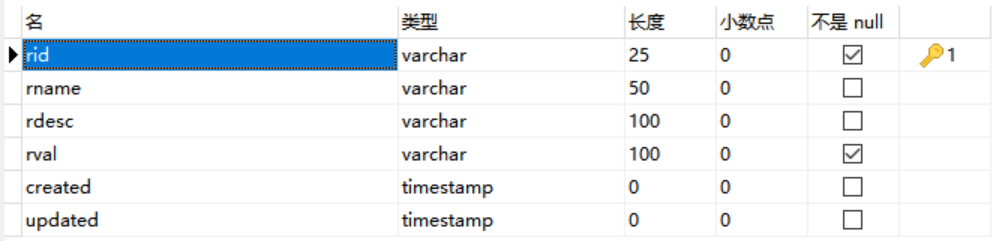 名 类型 长度 小数点 不是 null
rid varchar 25 0 1
rname varchar 50 0
rdesc varchar 100 0
rval varchar 100 0
created timestamp 0 0
updated timestamp 0 0